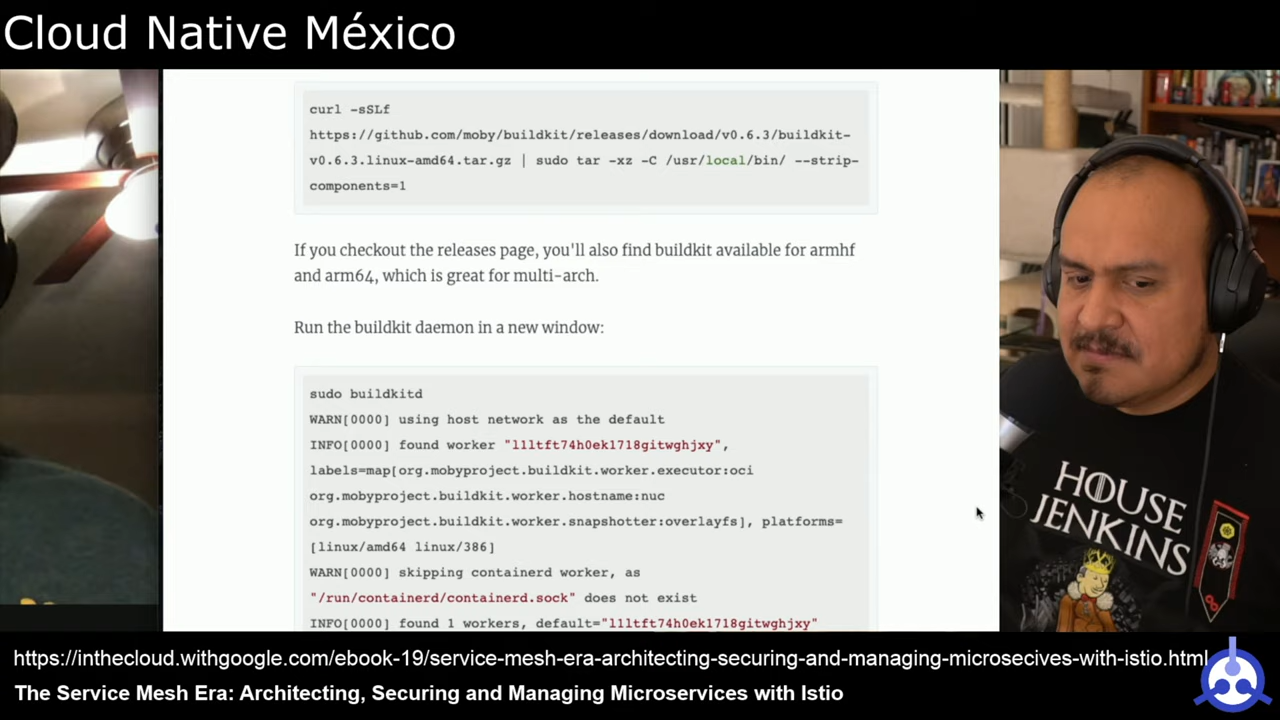 Cloud Native México
curl -sSLf
https://github.com/moby/buildkit/releases/download/v0.6.3/buildkit-
v0.6.3.linux-amd64.tar.gz | sudo tar -xz -C /usr/local/bin/ --strip-
components=1
If you checkout the releases page, you'll also find buildkit available for armhf
and arm64, which is great for multi-arch.
Run the buildkit daemon in a new window:
sudo buildkitd
WARN[0000] using host network as the default
INFO[0000] found worker "l1ltft74h0ek1718gitwghjxy",
labels=map[org.mobyproject.buildkit.worker.executor:oci
org.mobyproject.buildkit.worker.hostname:nuc
org.mobyproject.buildkit.worker.snapshotter:overlayfs], platforms=
[linux/amd64 linux/386]
WARN[0000] skipping containerd worker, as
"/run/containerd/containerd.sock" does not exist
INFO[0000] found 1 workers, default="l1ltft74h0ek1718gitwghjxy"
HOUSE
JENKINS
https://inthecloud.withgoogle.com/ebook-19/service-mesh-era-architecting-securing-and-managing-microsecives-with-istio.html
The Service Mesh Era: Architecting, Securing and Managing Microservices with Istio